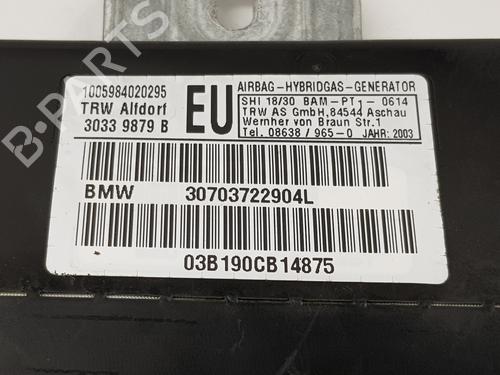 1005984020295
TRW Alfdorf
3033 9879 B
EU
AIRBAG-HYBRIDGAS-GENERATOR
SHI 18/30 BAM-PT1-0614
TRW AS GmbH,84544 Aschau
Wernher von Braun Str.1
Tel. 08638 / 965-0 JAHR: 2003
BMW 30703722904L
03B190CB14875